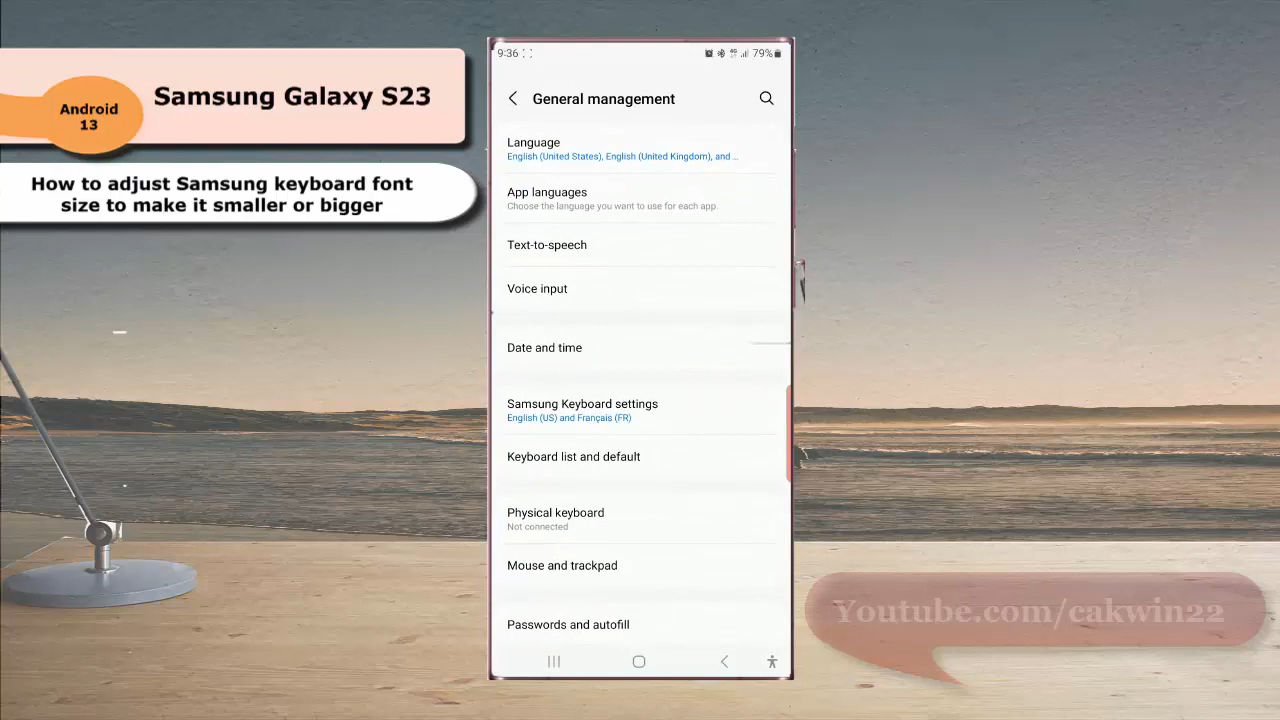 Samsung Galaxy S23
Android
13
How to adjust Samsung keyboard font
size to make it smaller or bigger
9:36
79%
General management
Language
English (United States), English (United Kingdom), and ...
App languages
Choose the language you want to use for each app.
Text-to-speech
Voice input
Date and time
Samsung Keyboard settings
English (US) and Français (FR)
Keyboard list and default
Physical keyboard
Not connected
Mouse and trackpad
Passwords and autofill
Youtube.com/cakwin22